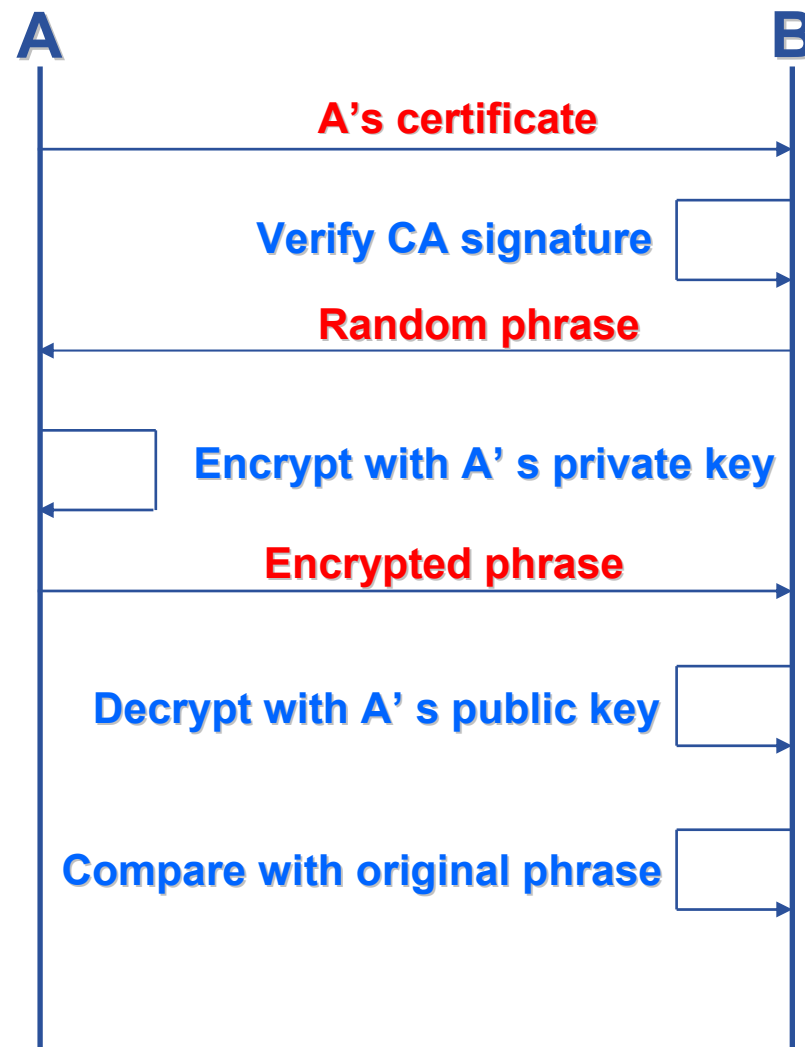 A
B
A’s certificate
Verify CA signature
Random phrase
Encrypt with A’ s private key
Encrypted phrase
Decrypt with A’ s public key
Compare with original phrase